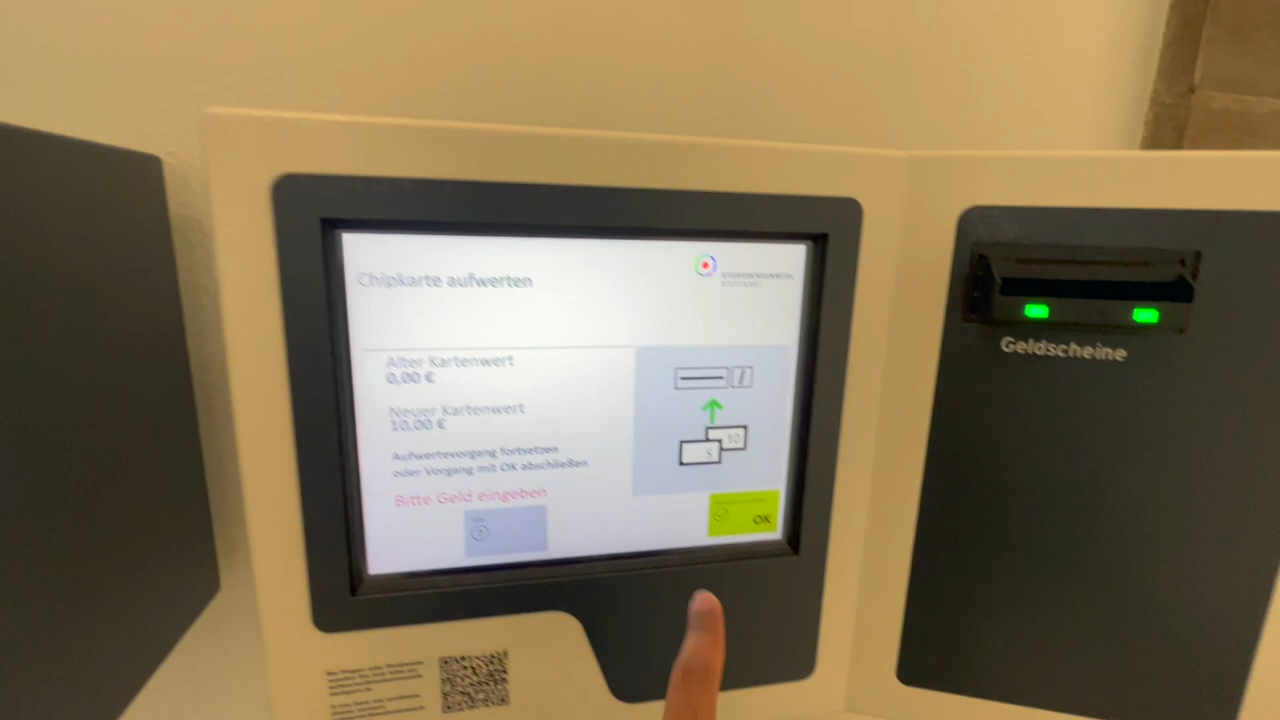 Chipkarte aufwerten
STUDIERENDENWERK
STUTTGART
Alter Kartenwert
0,00 €
Neuer Kartenwert
10,00 €
Aufwertevorgang fortsetzen
oder Vorgang mit OK abschließen
Bitte Geld eingeben
10
5
OK
Geldscheine